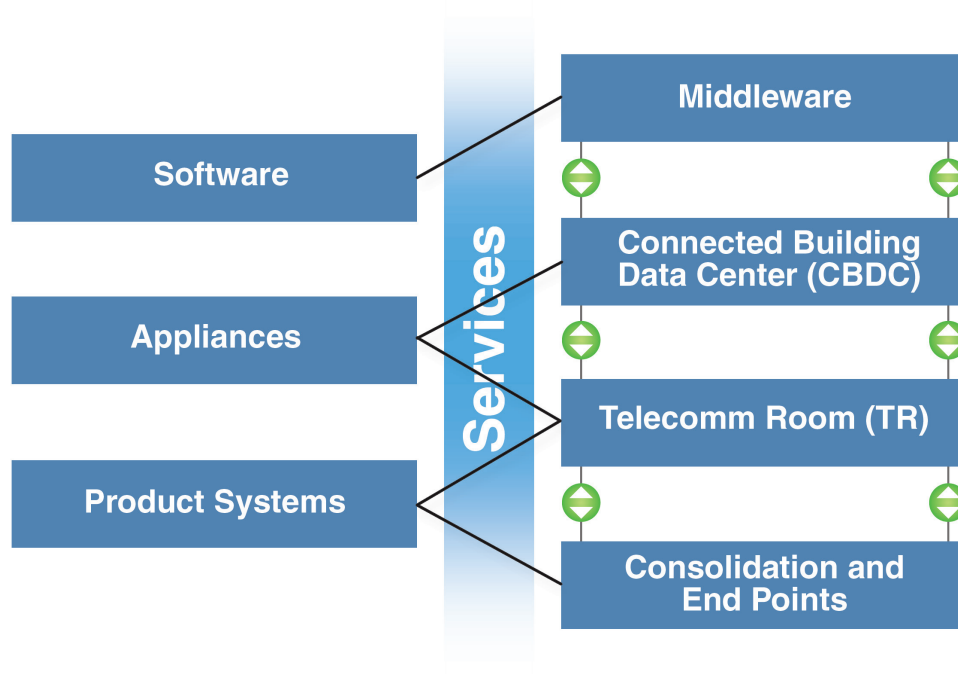 Software
Appliances
Product Systems
Services
Middleware
Connected Building
Data Center (CBDC)
Telecomm Room (TR)
Consolidation and
End Points